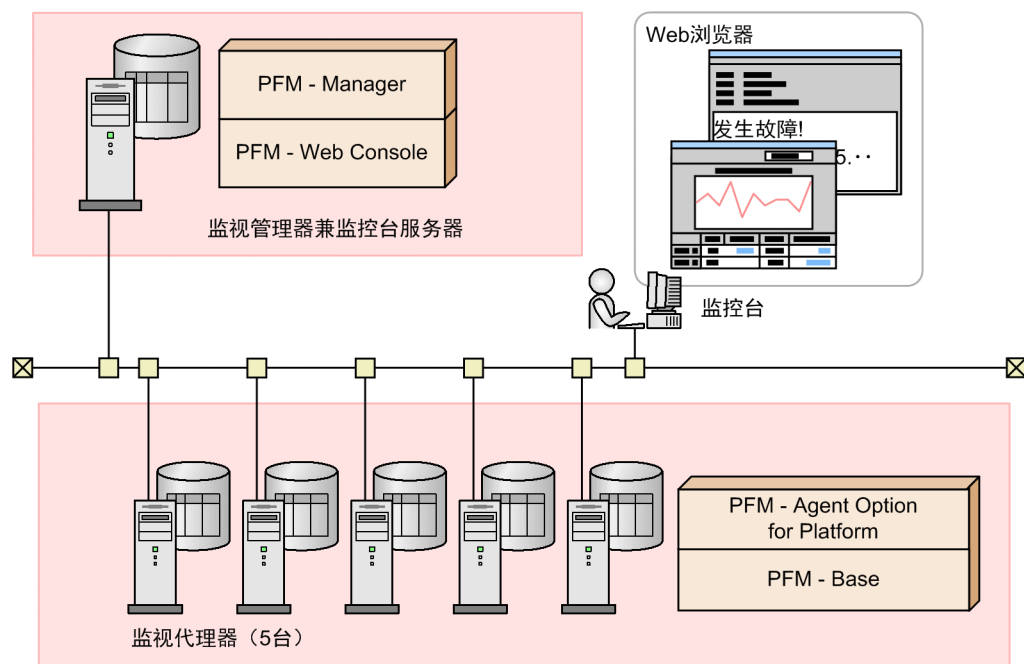 PFM - Manager
PFM - Web Console
监视管理器兼监控台服务器
Web浏览器
发生故障!
5.··
监控台
PFM - Agent Option
for Platform
PFM - Base
监视代理器（5台）